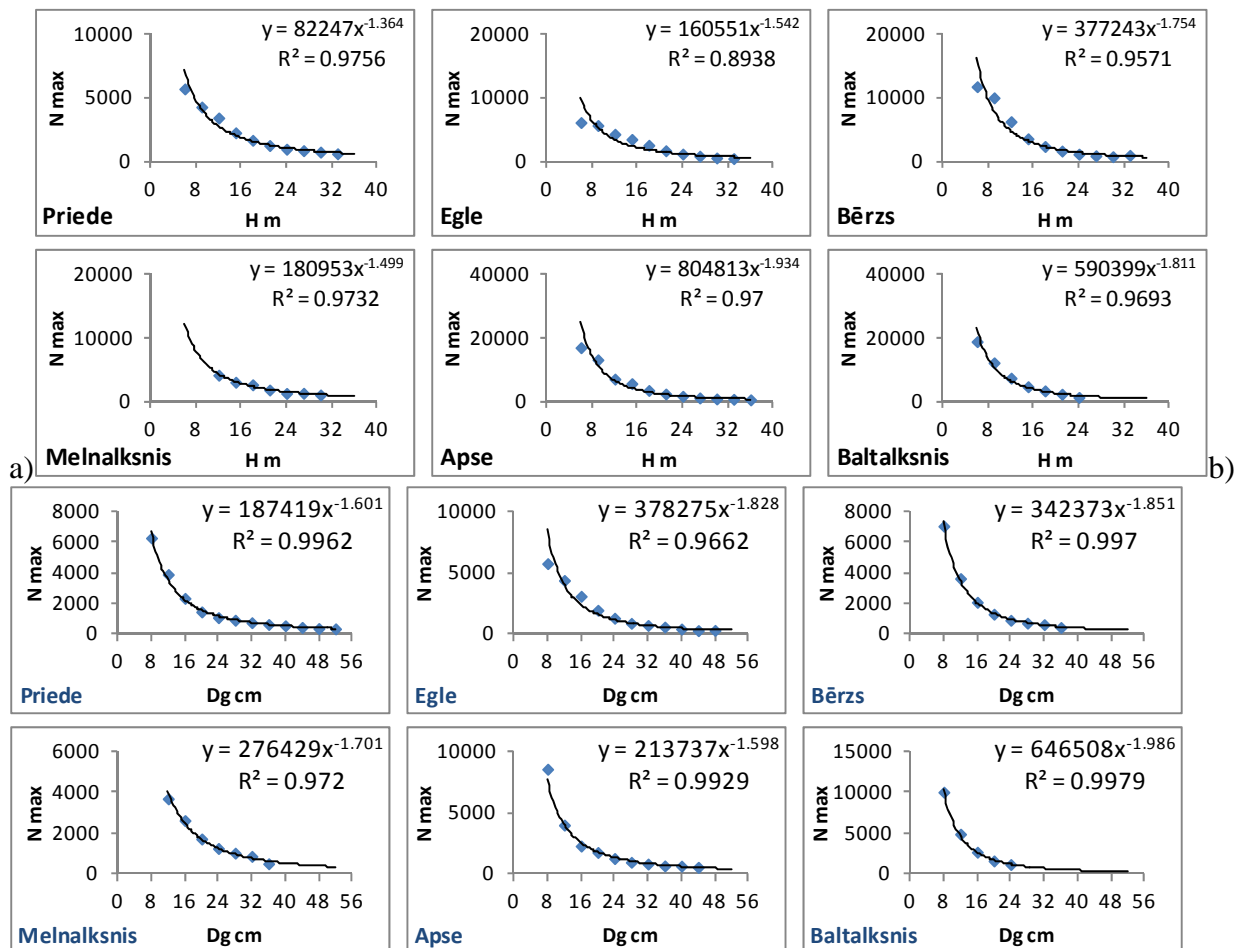 y = 82247x^-1.364
R² = 0.9756
10000
5000
0
N max
0 8 16 24 32 40
Priede
H m
y = 160551x^-1.542
R² = 0.8938
20000
10000
0
N max
0 8 16 24 32 40
Egle
H m
y = 377243x^-1.754
R² = 0.9571
20000
10000
0
N max
0 8 16 24 32 40
Bērzs
H m
y = 180953x^-1.499
R² = 0.9732
20000
10000
0
N max
0 8 16 24 32 40
Melnalksnis
H m
y = 804813x^-1.934
R² = 0.97
40000
20000
0
N max
0 8 16 24 32 40
Apse
H m
y = 590399x^-1.811
R² = 0.9693
40000
20000
0
N max
0 8 16 24 32 40
Baltalksnis
H m
a)
b)
y = 187419x^-1.601
R² = 0.9962
8000
6000
4000
2000
0
N max
0 8 16 24 32 40 48 56
Priede
Dg cm
y = 378275x^-1.828
R² = 0.9662
10000
5000
0
N max
0 8 16 24 32 40 48 56
Egle
Dg cm
y = 342373x^-1.851
R² = 0.997
8000
6000
4000
2000
0
N max
0 8 16 24 32 40 48 56
Bērzs
Dg cm
y = 276429x^-1.701
R² = 0.972
6000
4000
2000
0
N max
0 8 16 24 32 40 48 56
Melnalksnis
Dg cm
y = 213737x^-1.598
R² = 0.9929
10000
5000
0
N max
0 8 16 24 32 40 48 56
Apse
Dg cm
y = 646508x^-1.986
R² = 0.9979
15000
10000
5000
0
N max
0 8 16 24 32 40 48 56
Baltalksnis
Dg cm